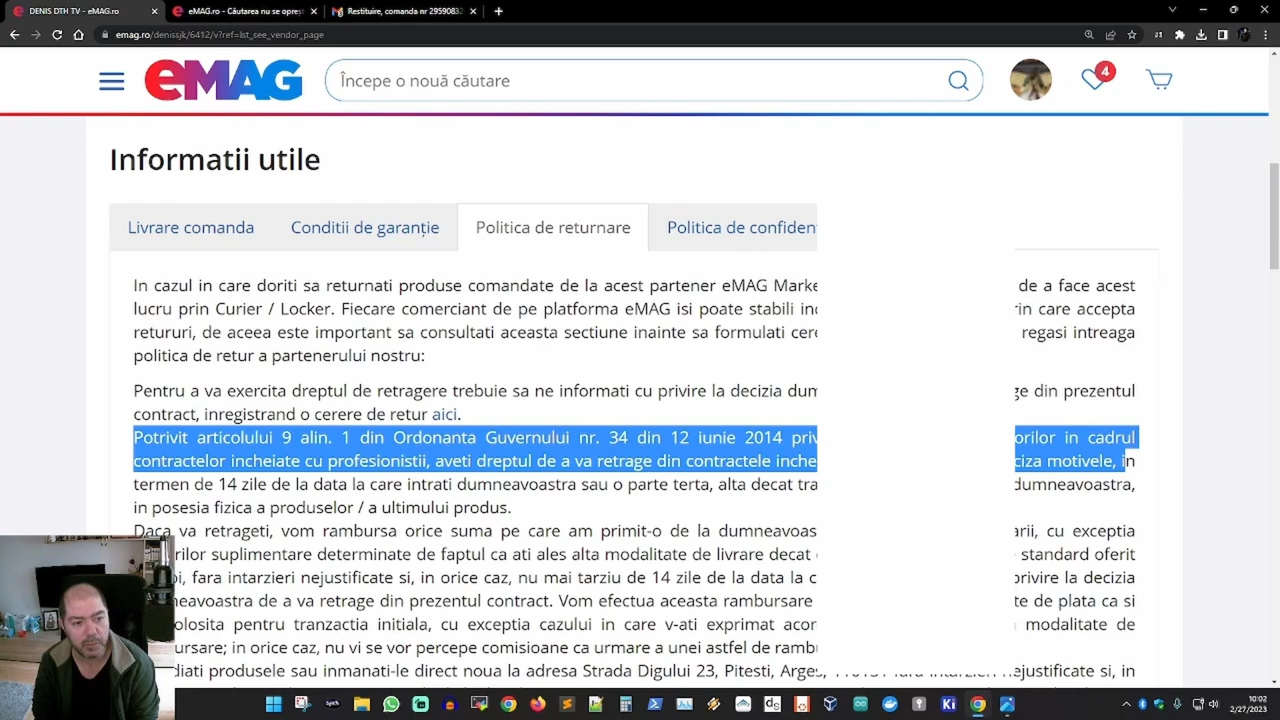 DENIS DTH TV - eMAG.ro
eMAG.ro - Căutarea nu se opreș
Restituire, comanda nr 29590832
emag.ro/denissjk/6412/v?ref=lst_see_vendor_page
eMAG
Începe o nouă căutare
4
Informatii utile
Livrare comanda Conditii de garanție Politica de returnare Politica de confiden
In cazul in care doriti sa returnati produse comandate de la acest partener eMAG Marke de a face acest
lucru prin Curier / Locker. Fiecare comerciant de pe platforma eMAG isi poate stabili in rin care accepta
retururi, de aceea este important sa consultati aceasta sectiune inainte sa formulati cere regasi intreaga
politica de retur a partenerului nostru:
Pentru a va exercita dreptul de retragere trebuie sa ne informati cu privire la decizia dum ge din prezentul
contract, inregistrand o cerere de retur aici.
Potrivit articolului 9 alin. 1 din Ordonanta Guvernului nr. 34 din 12 iunie 2014 priv orilor in cadrul
contractelor incheiate cu profesionistii, aveti dreptul de a va retrage din contractele inche ciza motivele, in
termen de 14 zile de la data la care intrati dumneavoastra sau o parte terta, alta decat tra dumneavoastra,
in posesia fizica a produselor / a ultimului produs.
Daca va retrageti, vom rambursa orice suma pe care am primit-o de la dumneavoas arii, cu exceptia
rilor suplimentare determinate de faptul ca ati ales alta modalitate de livrare decat standard oferit
i, fara intarzieri nejustificate si, in orice caz, nu mai tarziu de 14 zile de la data la c privire la decizia
neavoastra de a va retrage din prezentul contract. Vom efectua aceasta rambursare te de plata ca si
olosita pentru tranzactia initiala, cu exceptia cazului in care v-ati exprimat acor modalitate de
ursare; in orice caz, nu vi se vor percepe comisioane ca urmare a unei astfel de rambu
diati produsele sau inmanati-le direct noua la adresa Strada Digului 23, Pitesti, Arges, nejustificate si, in
10:02
2/27/2023